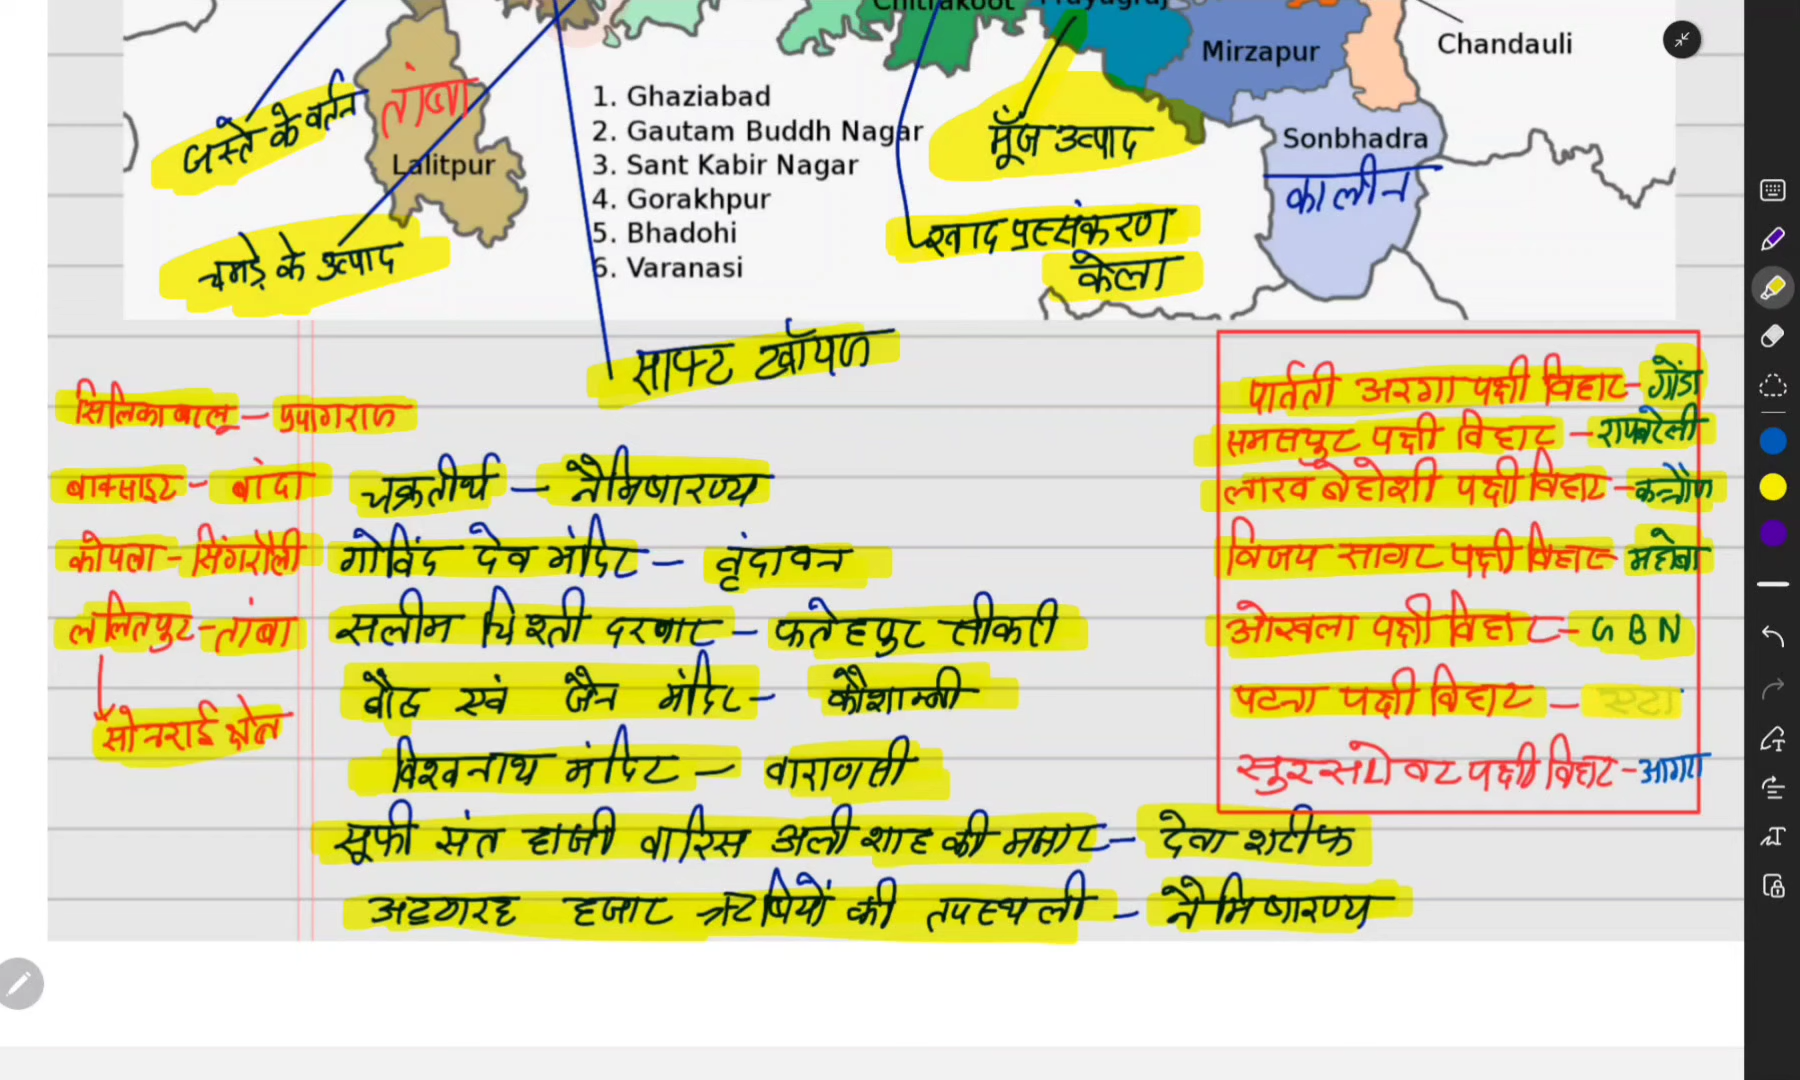 Chitrakoot
Prayagraj
Mirzapur
Chandauli
तांबा
Lalitpur
जस्ते के बर्तन
चमड़े के उत्पाद
1. Ghaziabad
2. Gautam Buddh Nagar
3. Sant Kabir Nagar
4. Gorakhpur
5. Bhadohi
6. Varanasi
मूँज उत्पाद
खाद प्रसंस्करण
केला
Sonbhadra
कालीन
साफ्ट खॉयज
सिलिका बालू – प्रयागराज
बाक्साइट – बांदा
कोयला – सिंगरौली
ललितपुर – तांबा
सोनराई क्षेत्र
चक्रतीर्थ – नैमिषारण्य
गोविंद देव मंदिर – वृंदावन
सलीम चिश्ती दरगाह – फतेहपुर सीकरी
बौद्ध एवं जैन मंदिर – कौशाम्बी
विश्वनाथ मंदिर – वाराणसी
सूफी संत हाजी वारिस अली शाह की मजार – देवा शरीफ
अट्ठारह हजार ऋषियों की तपस्थली – नैमिषारण्य
पार्वती अरगा पक्षी विहार – गोंडा
समसपुर पक्षी विहार – रायबरेली
लाख बहोशी पक्षी विहार – कन्नौज
विजय सागर पक्षी विहार – महोबा
ओखला पक्षी विहार – G B N
पटना पक्षी विहार – एटा
सुरसरोवर पक्षी विहार – आगरा